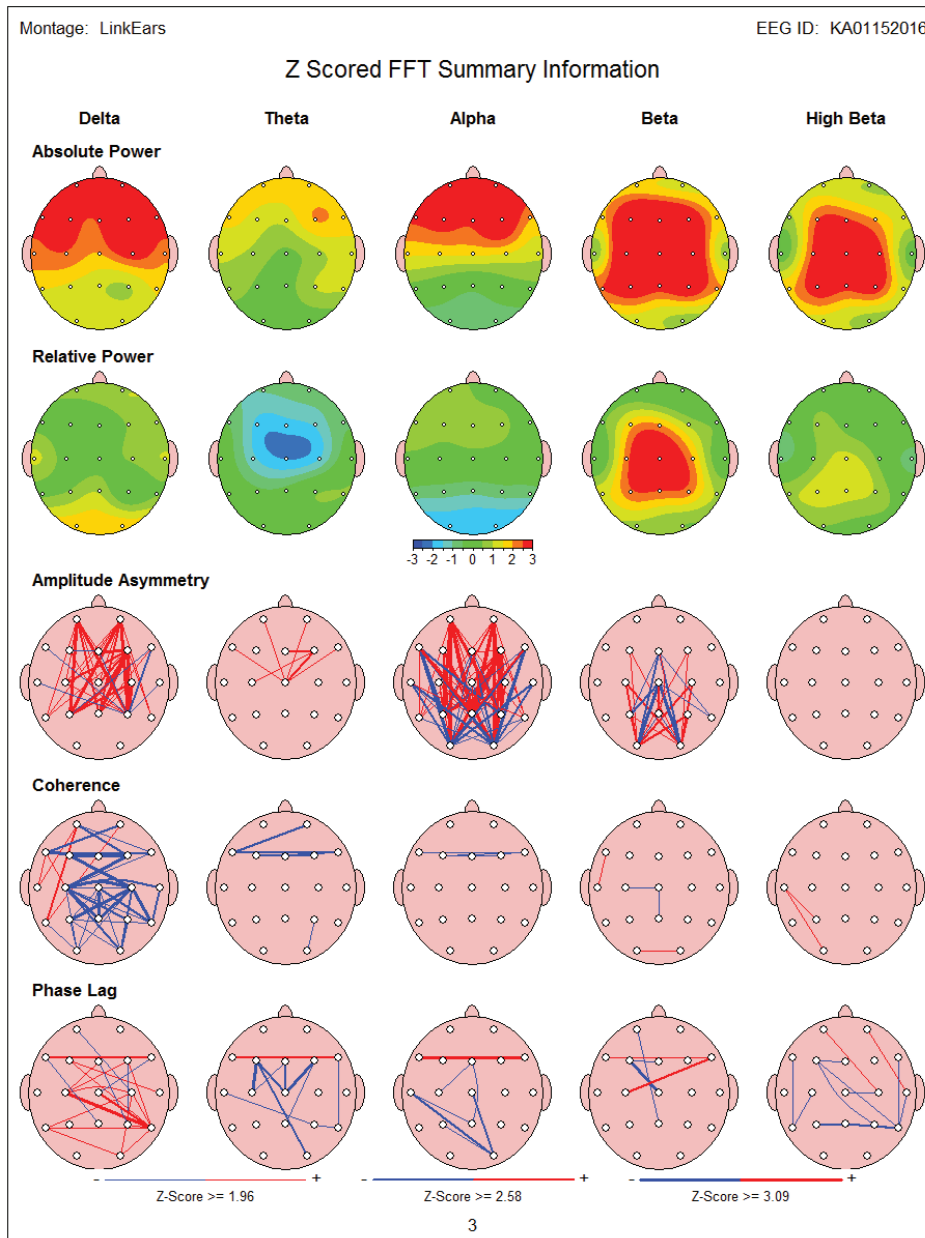 Montage: LinkEars EEG ID: KA01152016
Z Scored FFT Summary Information
Delta Theta Alpha Beta High Beta
Absolute Power
Relative Power
-3 -2 -1 0 1 2 3
Amplitude Asymmetry
Coherence
Phase Lag
- + - + - +
Z-Score >= 1.96 Z-Score >= 2.58 Z-Score >= 3.09
3